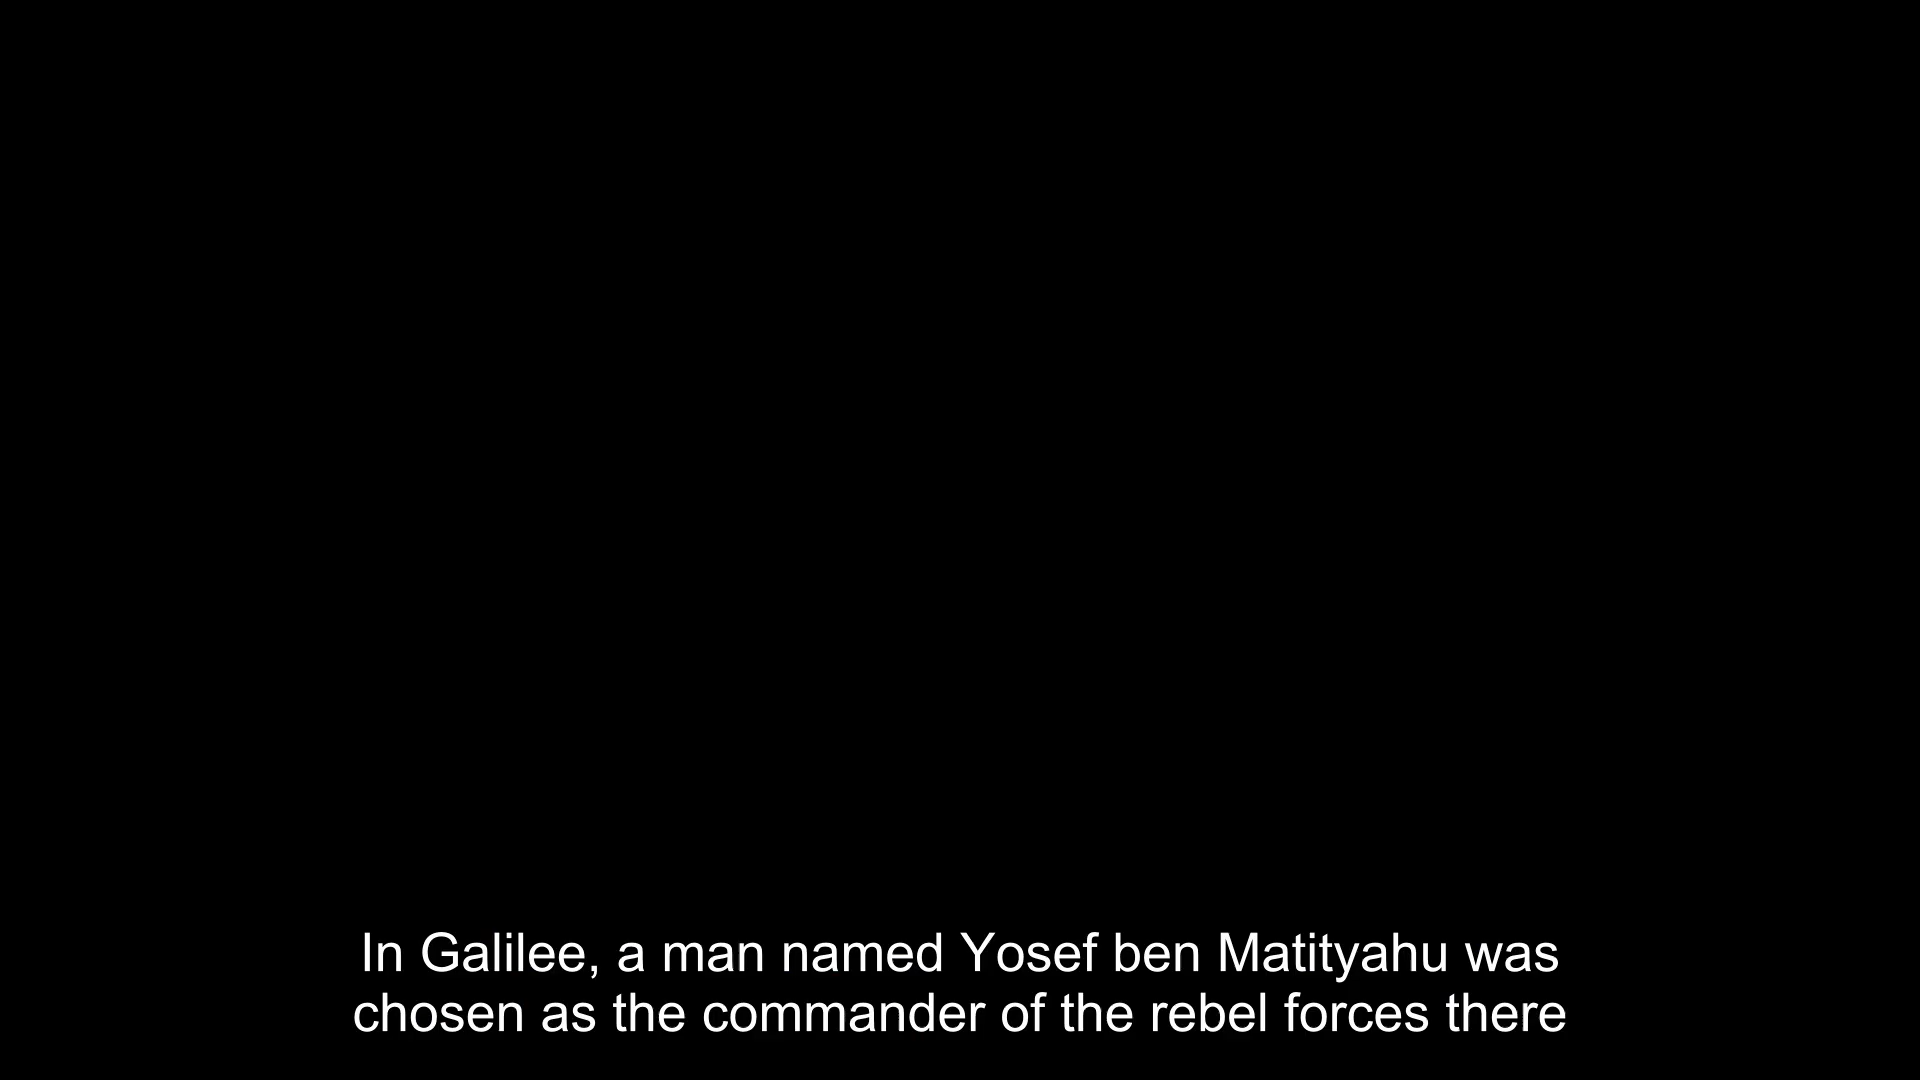 In Galilee, a man named Yosef ben Matityahu was
chosen as the commander of the rebel forces there